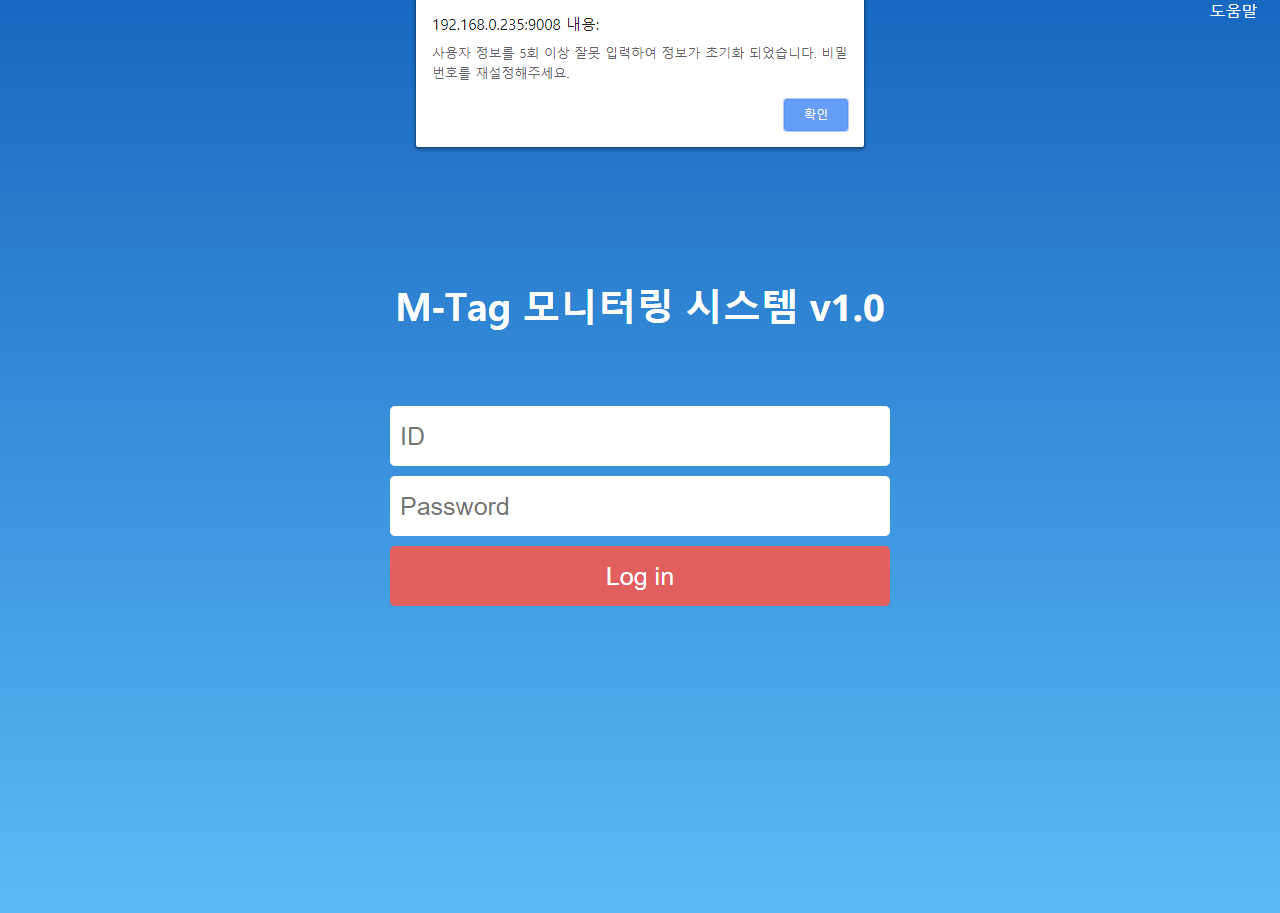 192.168.0.235:9008 내용:
사용자 정보를 5회 이상 잘못 입력하여 정보가 초기화 되었습니다. 비밀
번호를 재설정해주세요.
확인
도움말
M-Tag 모니터링 시스템 v1.0
ID
Password
Log in